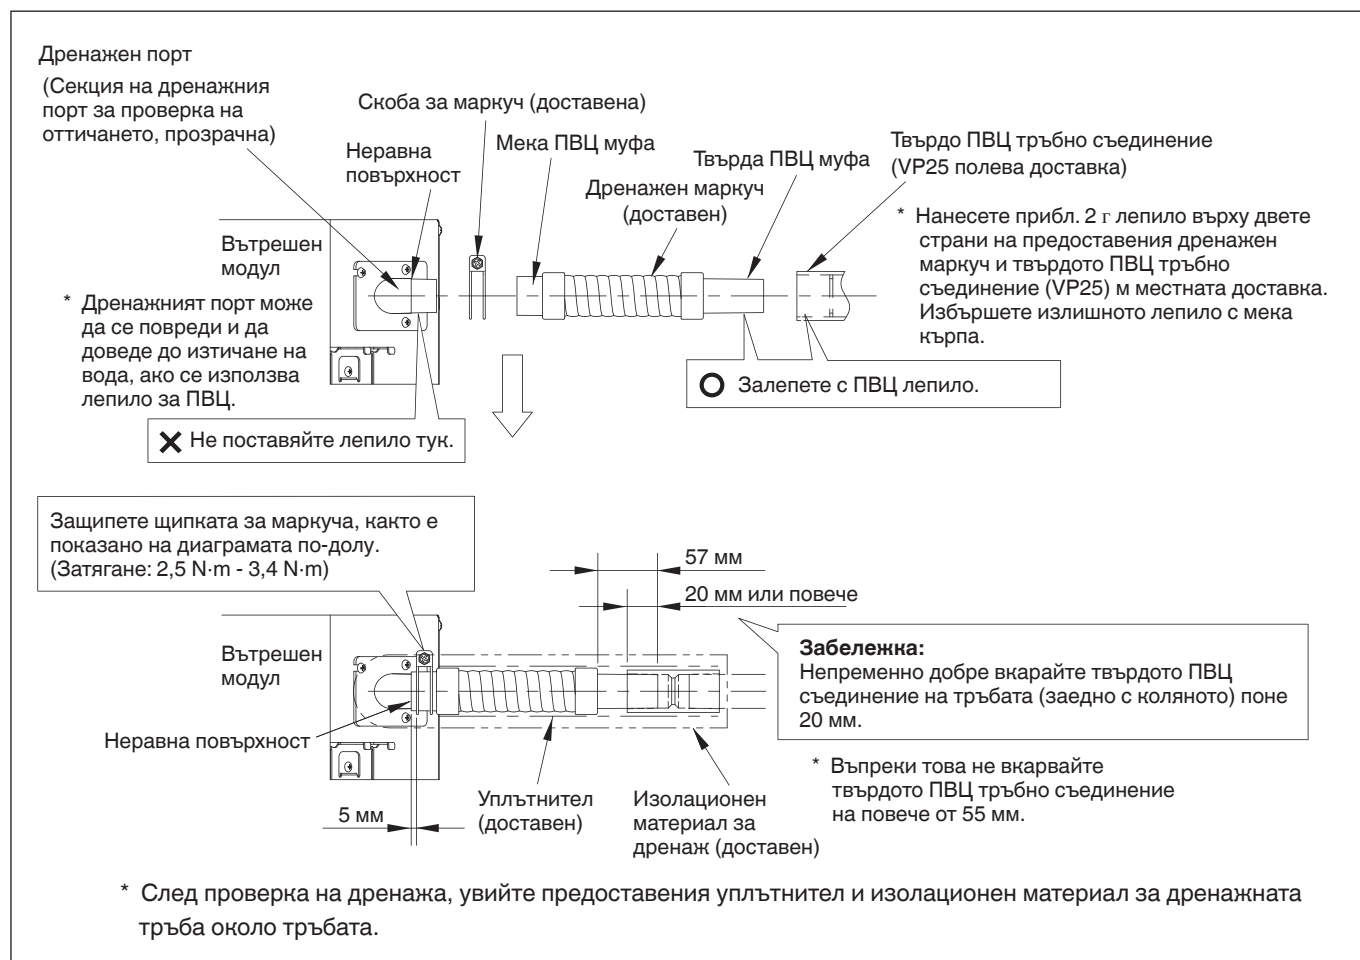 Дренажен порт
(Секция на дренажния
порт за проверка на
оттичането, прозрачна)
Скоба за маркуч (доставена)
Неравна
повърхност
Мека ПВЦ муфа
Дренажен маркуч
(доставен)
Твърда ПВЦ муфа
Твърдо ПВЦ тръбно съединение
(VP25 полева доставка)
* Нанесете прибл. 2 г лепило върху двете
страни на предоставения дренажен
маркуч и твърдото ПВЦ тръбно
съединение (VP25) м местната доставка.
Избършете излишното лепило с мека
кърпа.
Вътрешен
модул
* Дренажният порт може
да се повреди и да
доведе до изтичане на
вода, ако се използва
лепило за ПВЦ.
Залепете с ПВЦ лепило.
Не поставяйте лепило тук.
Защипете щипката за маркуча, както е
показано на диаграмата по-долу.
(Затягане: 2,5 N·m - 3,4 N·m)
57 мм
20 мм или повече
Вътрешен
модул
Забележка:
Непременно добре вкарайте твърдото ПВЦ
съединение на тръбата (заедно с коляното) поне
20 мм.
Неравна повърхност
* Въпреки това не вкарвайте
твърдото ПВЦ тръбно съединение
на повече от 55 мм.
5 мм
Уплътнител
(доставен)
Изолационен
материал за
дренаж (доставен)
* След проверка на дренажа, увийте предоставения уплътнител и изолационен материал за дренажната
тръба около тръбата.